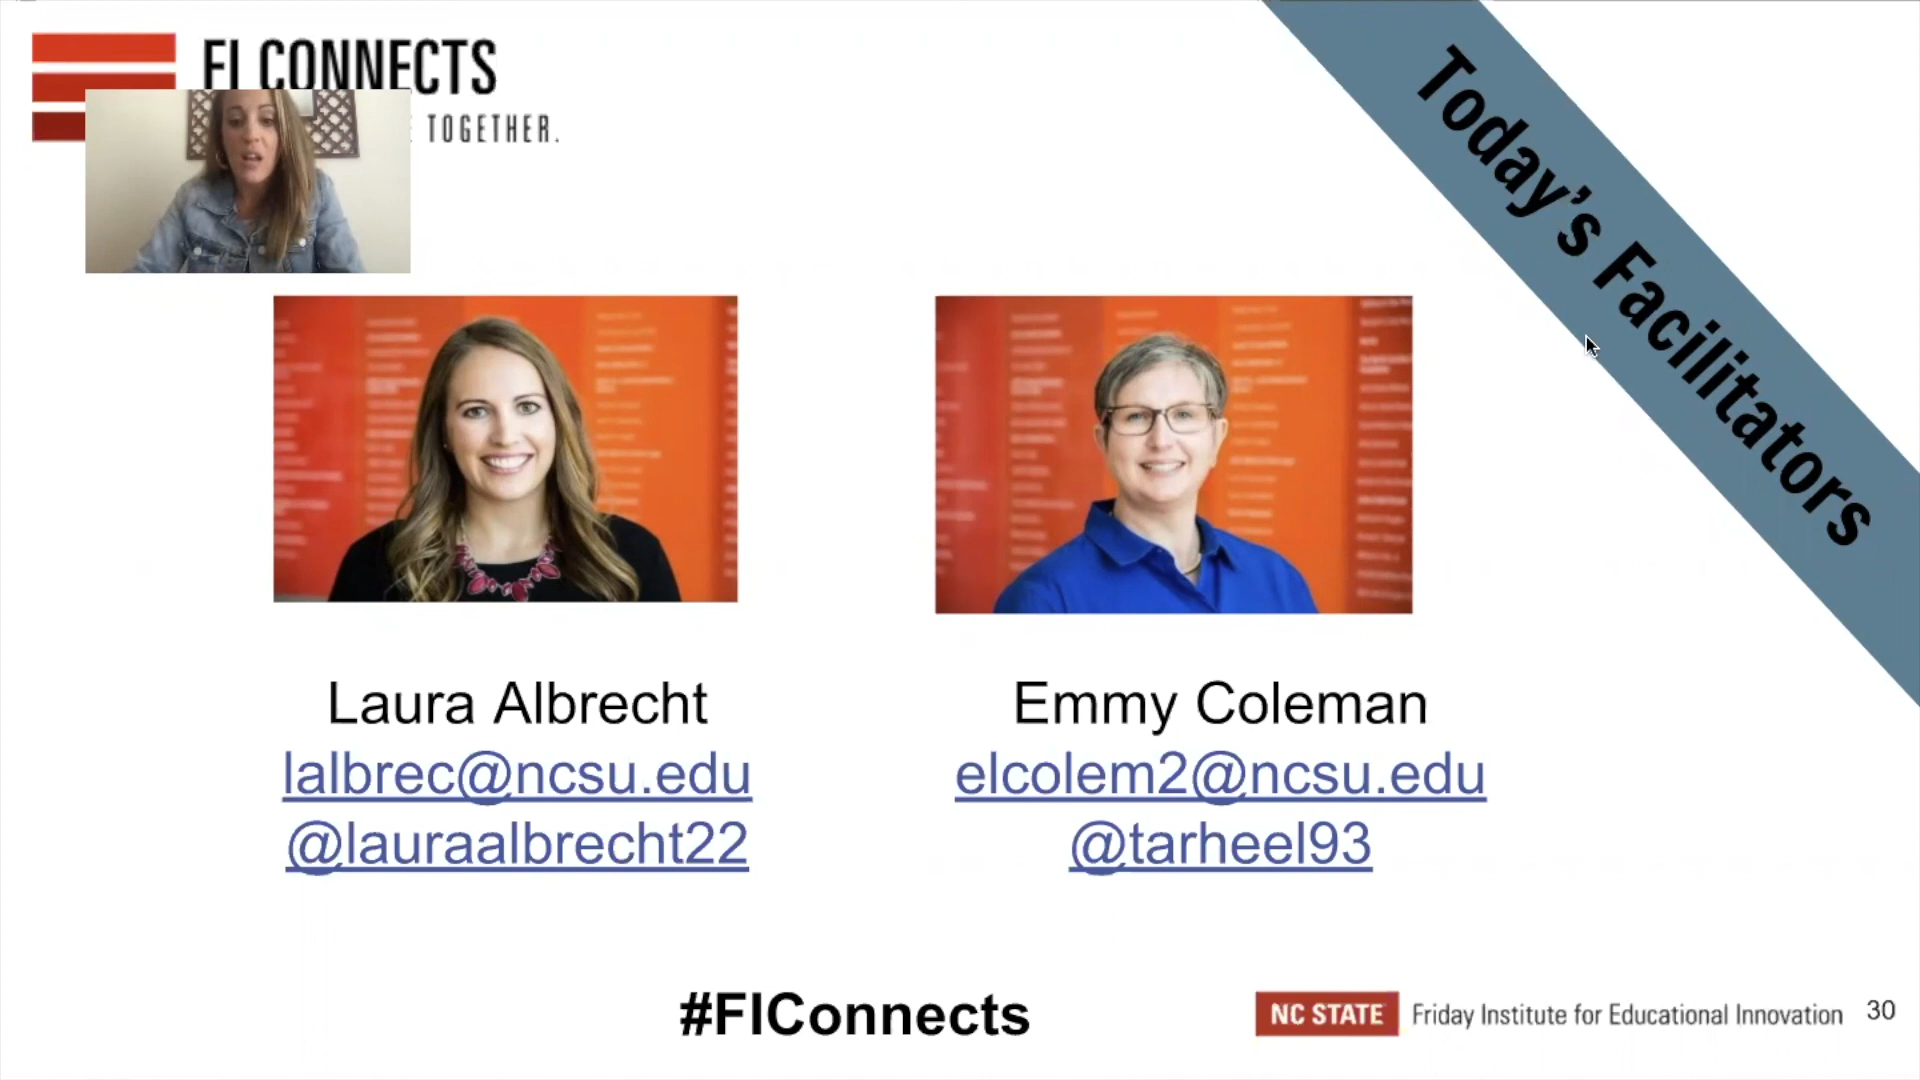 FI CONNECTS
TOGETHER.
Today's Facilitators
Laura Albrecht
lalbrec@ncsu.edu
@lauraalbrecht22
Emmy Coleman
elcolem2@ncsu.edu
@tarheel93
#FIConnects
NC STATE Friday Institute for Educational Innovation 30